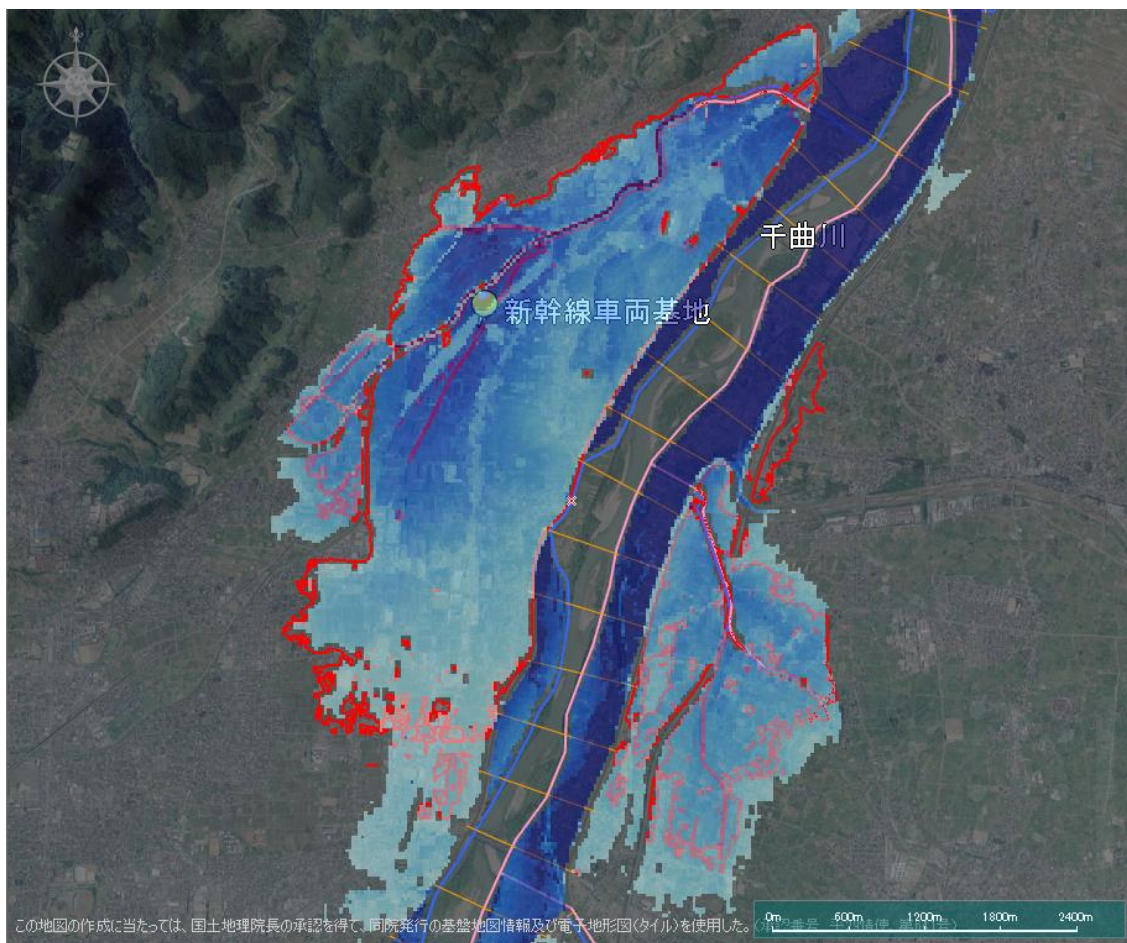 千曲川
新幹線車両基地
この地図の作成に当たっては、国土地理院長の承認を得て、同院発行の基盤地図情報及び電子地形図(タイル)を使用した。
0m 600m 1200m 1800m 2400m